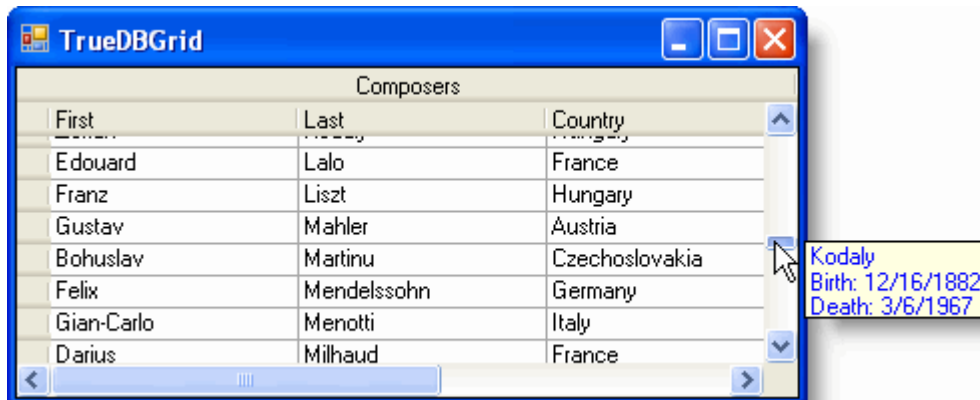 TrueDBGrid
Composers
First Last Country
Edouard Lalo France
Franz Liszt Hungary
Gustav Mahler Austria
Bohuslav Martinu Czechoslovakia
Felix Mendelssohn Germany
Gian-Carlo Menotti Italy
Darius Milhaud France
Kodaly
Birth: 12/16/1882
Death: 3/6/1967